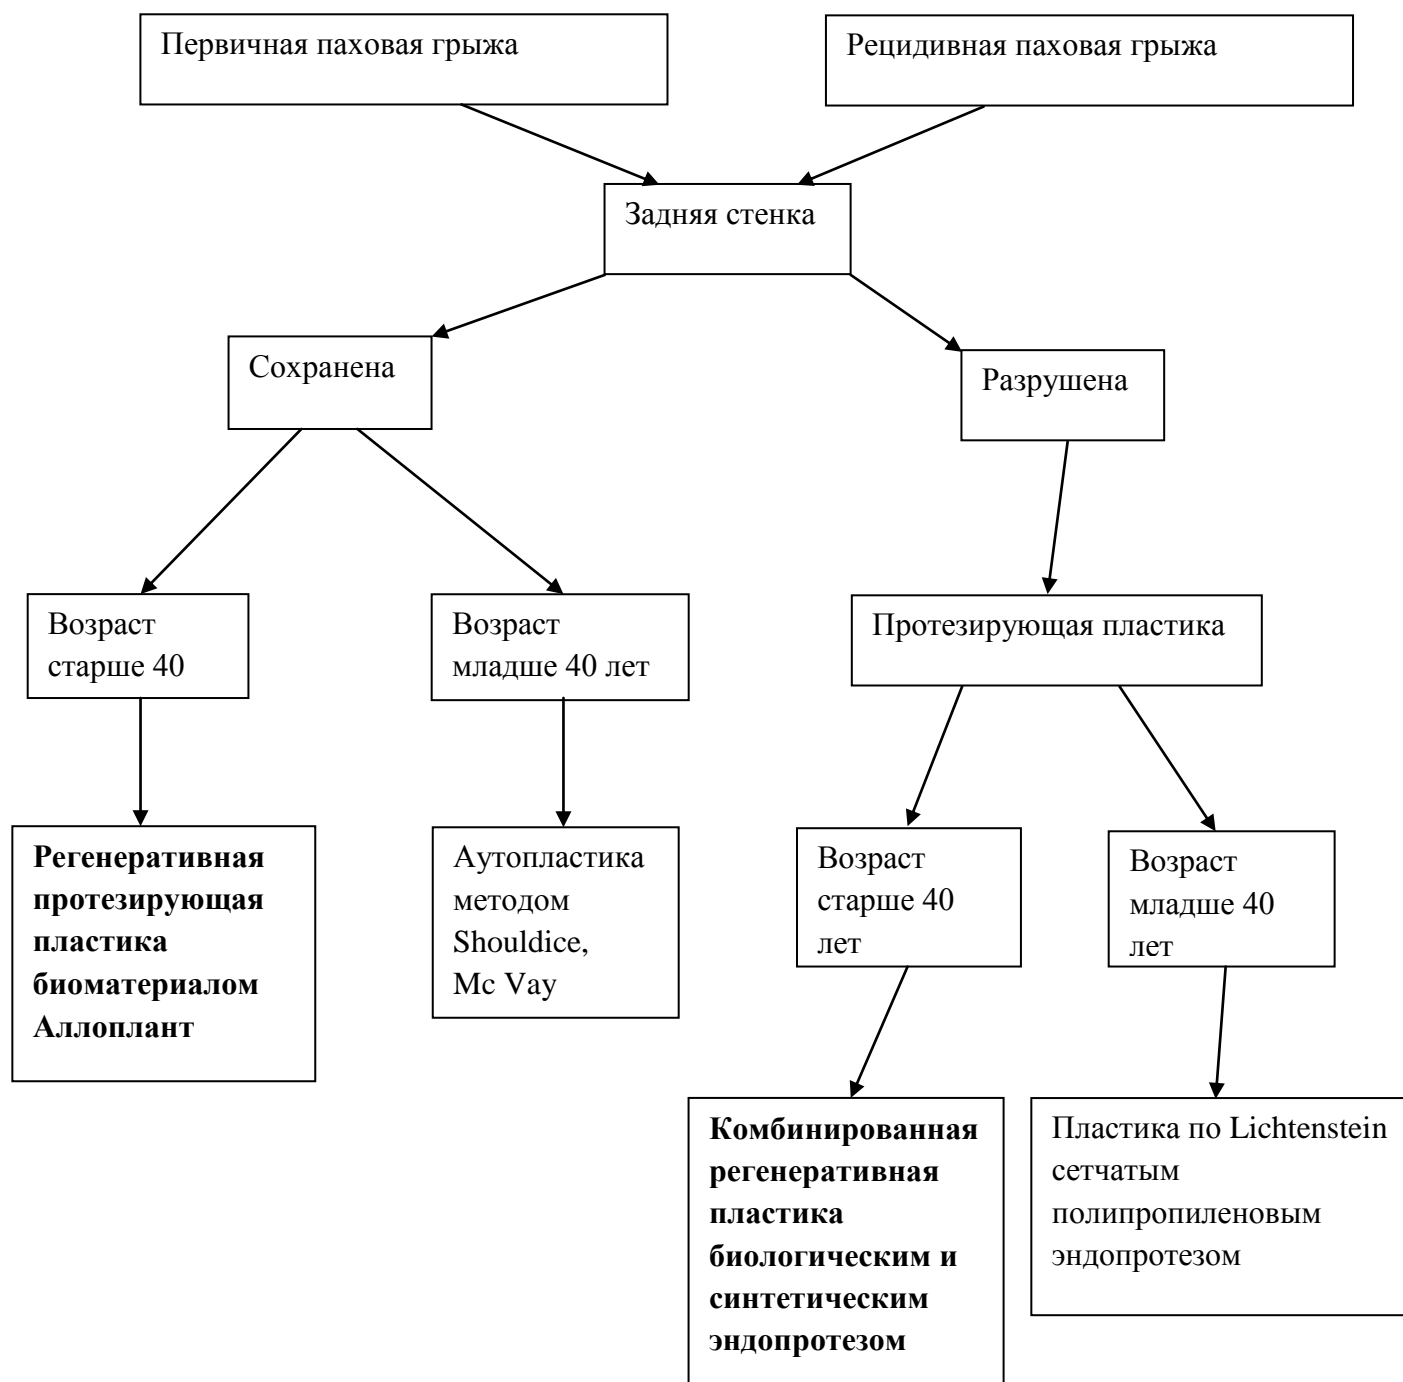 Первичная паховая грыжа
Рецидивная паховая грыжа
Задняя стенка
Сохранена
Разрушена
Возраст
старше 40
Возраст
младше 40 лет
Протезирующая пластика
Регенеративная
протезирующая
пластика
биоматериалом
Аллоплант
Аутопластика
методом
Shouldice,
Mc Vay
Возраст
старше 40
лет
Возраст
младше 40
лет
Комбинированная
регенеративная
пластика
биологическим и
синтетическим
эндопротезом
Пластика по Lichtenstein
сетчатым
полипропиленовым
эндопротезом